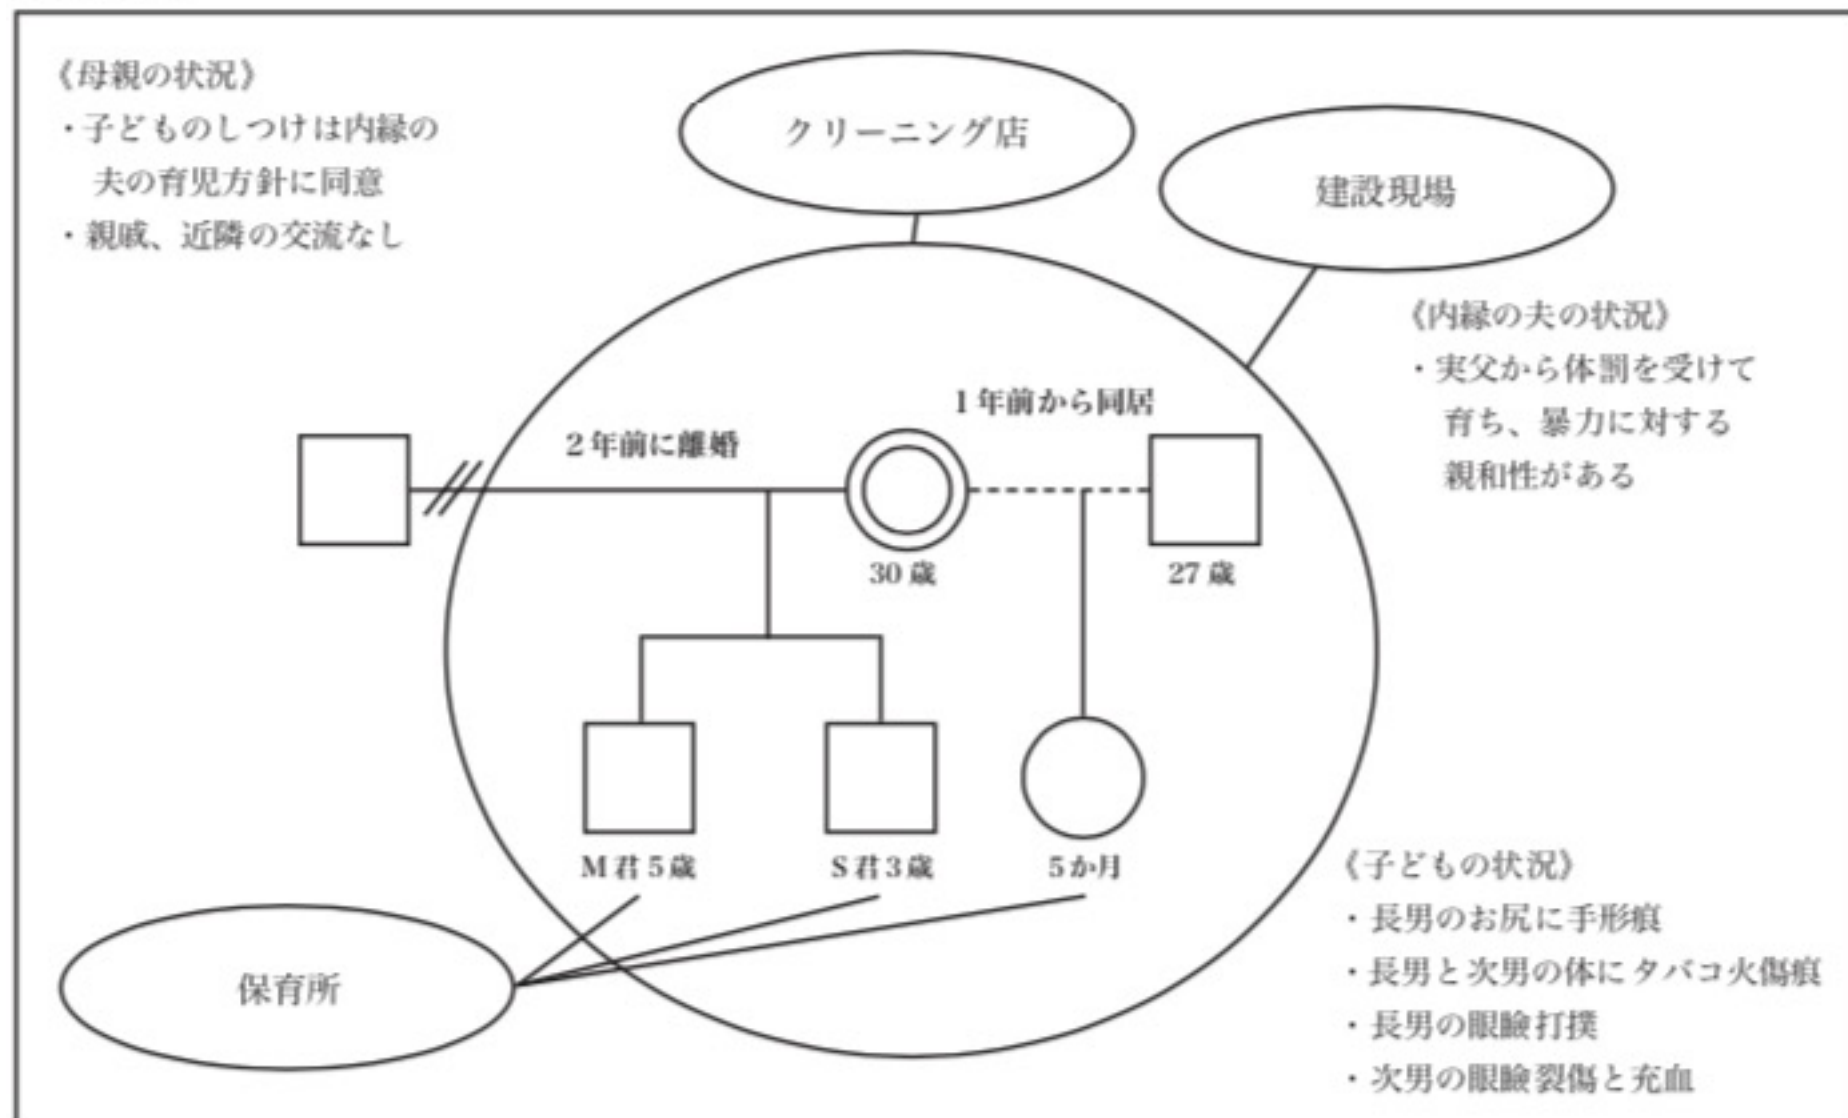 《母親の状況》
・子どものしつけは内縁の
夫の育児方針に同意
・親戚、近隣の交流なし
クリーニング店
建設現場
《内縁の夫の状況》
・実父から体罰を受けて
育ち、暴力に対する
親和性がある
1年前から同居
2年前に離婚
30歳
27歳
M君5歳
S君3歳
5か月
保育所
《子どもの状況》
・長男のお尻に手形痕
・長男と次男の体にタバコ火傷痕
・長男の眼瞼打撲
・次男の眼瞼裂傷と充血